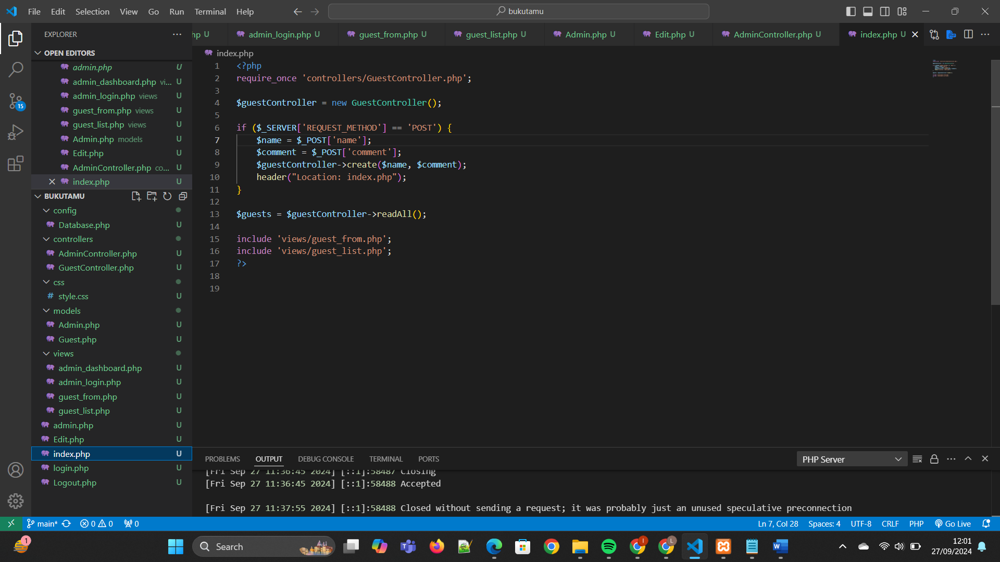 File Edit Selection View Go Run Terminal Help
bukutamu
EXPLORER
OPEN EDITORS
admin.php U
admin_dashboard.php vi... U
admin_login.php views U
guest_from.php views U
guest_list.php views U
Admin.php models U
Edit.php U
AdminController.php co... U
index.php U
BUKUTAMU
config
Database.php U
controllers
AdminController.php U
GuestController.php U
css
# style.css U
models
Admin.php U
Guest.php U
views
admin_dashboard.php U
admin_login.php U
guest_from.php U
guest_list.php U
admin.php U
Edit.php U
index.php U
login.php U
Logout.php U
15
hp U admin_login.php U guest_from.php U guest_list.php U Admin.php U Edit.php U AdminController.php U index.php U
index.php
1 <?php
2 require_once 'controllers/GuestController.php';
3
4 $guestController = new GuestController();
5
6 if ($_SERVER['REQUEST_METHOD'] == 'POST') {
7 $name = $_POST['name'];
8 $comment = $_POST['comment'];
9 $guestController->create($name, $comment);
10 header("Location: index.php");
11 }
12
13 $guests = $guestController->readAll();
14
15 include 'views/guest_from.php';
16 include 'views/guest_list.php';
17 ?>
18
19
PROBLEMS OUTPUT DEBUG CONSOLE TERMINAL PORTS PHP Server
[Fri Sep 27 11:36:45 2024] [::1]:58487 Closing
[Fri Sep 27 11:36:45 2024] [::1]:58488 Accepted
[Fri Sep 27 11:37:55 2024] [::1]:58488 Closed without sending a request; it was probably just an unused speculative preconnection
main* 0 0 0 Ln 7, Col 28 Spaces: 4 UTF-8 CRLF PHP Go Live
1 Search 12:01
27/09/2024